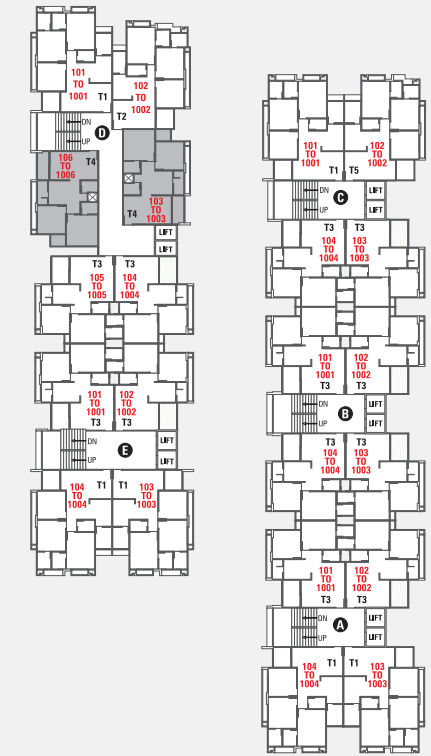 101
TO
1001
T1
102
TO
1002
T2
DN
UP
D
106
TO
1006
T4
T4
103
TO
1003
LIFT
LIFT
T3
T3
105
TO
1005
104
TO
1004
101
TO
1001
102
TO
1002
T3
T3
DN
UP
E
LIFT
LIFT
T1
T1
104
TO
1004
103
TO
1003
101
TO
1001
102
TO
1002
T1
T5
DN
UP
C
LIFT
LIFT
T3
T3
104
TO
1004
103
TO
1003
101
TO
1001
102
TO
1002
T3
T3
DN
UP
B
LIFT
LIFT
T3
T3
104
TO
1004
103
TO
1003
101
TO
1001
102
TO
1002
T3
T3
DN
UP
A
LIFT
LIFT
T1
T1
104
TO
1004
103
TO
1003